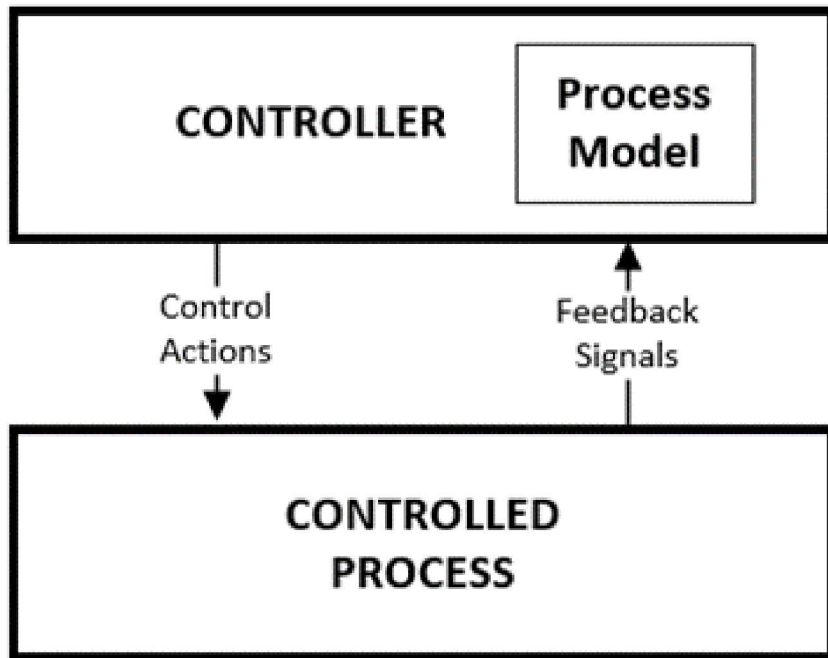 CONTROLLER
Process
Model
Control
Actions
Feedback
Signals
CONTROLLED
PROCESS